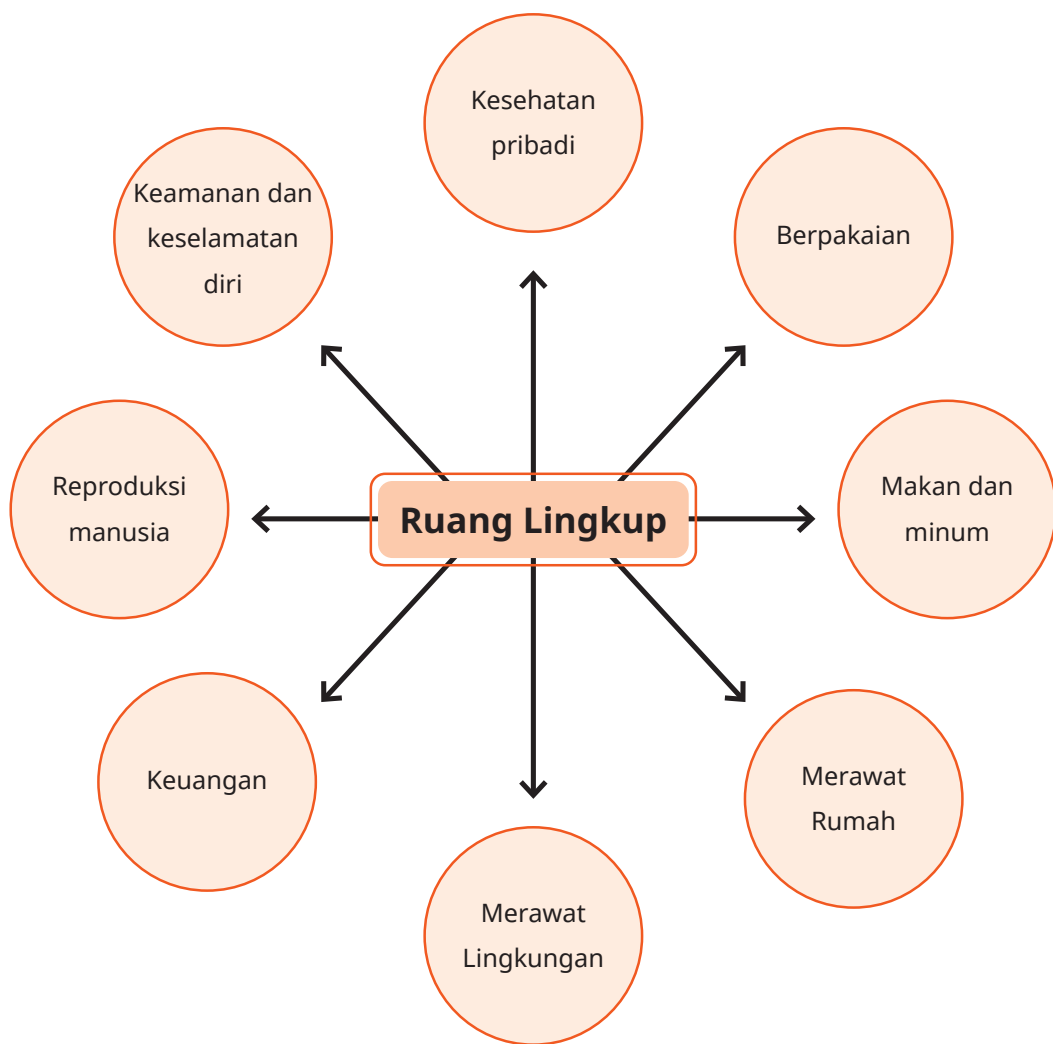 Kesehatan
pribadi
Keamanan dan
keselamatan
diri
Berpakaian
Reproduksi
manusia
Ruang Lingkup
Makan dan
minum
Keuangan
Merawat
Rumah
Merawat
Lingkungan